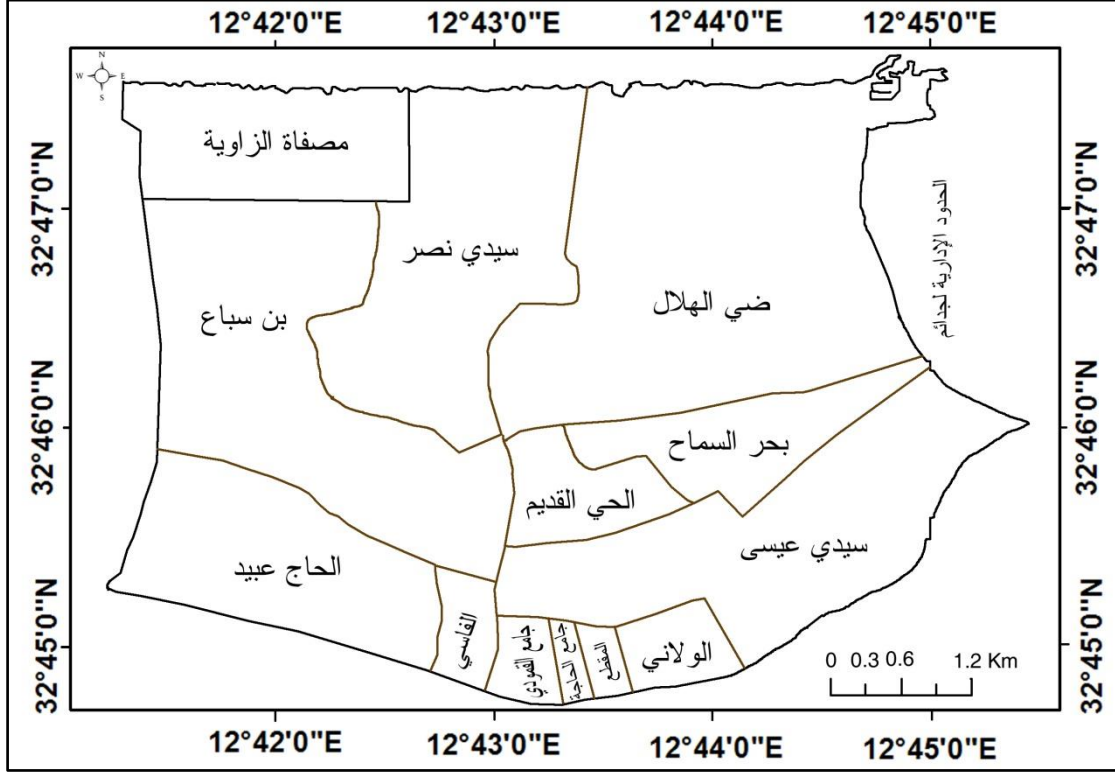 12°42'0"E 12°43'0"E 12°44'0"E 12°45'0"E
N
W E
S
مصفاة الزاوية
32°47'0"N 32°47'0"N
الحدود الإدارية لجدائم
سيدي نصر
ضي الهلال
بن سباع
32°46'0"N 32°46'0"N
بحر السماح
الحي القديم
سيدي عيسى
الحاج عبيد
الفاسي
جامع القمودي
جامع الحاجة
المقطع
الولاني
32°45'0"N 32°45'0"N
0 0.3 0.6 1.2 Km
12°42'0"E 12°43'0"E 12°44'0"E 12°45'0"E